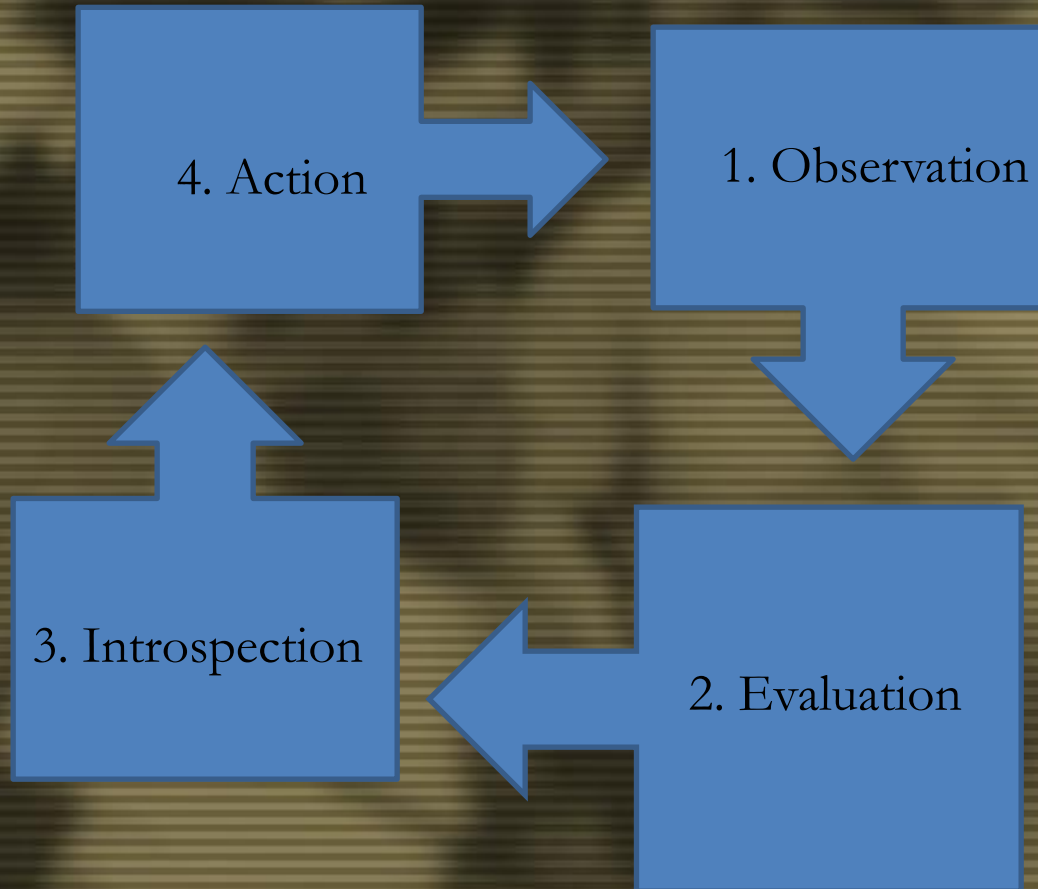 4. Action
1. Observation
3. Introspection
2. Evaluation